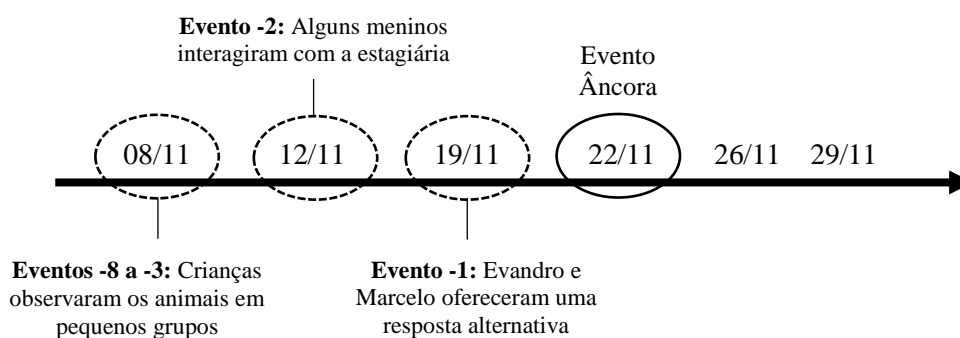 Evento -2: Alguns meninos
interagiram com a estagiária
Evento
Âncora
08/11
12/11
19/11
22/11
26/11
29/11
Eventos -8 a -3: Crianças
observaram os animais em
pequenos grupos
Evento -1: Evandro e
Marcelo ofereceram uma
resposta alternativa